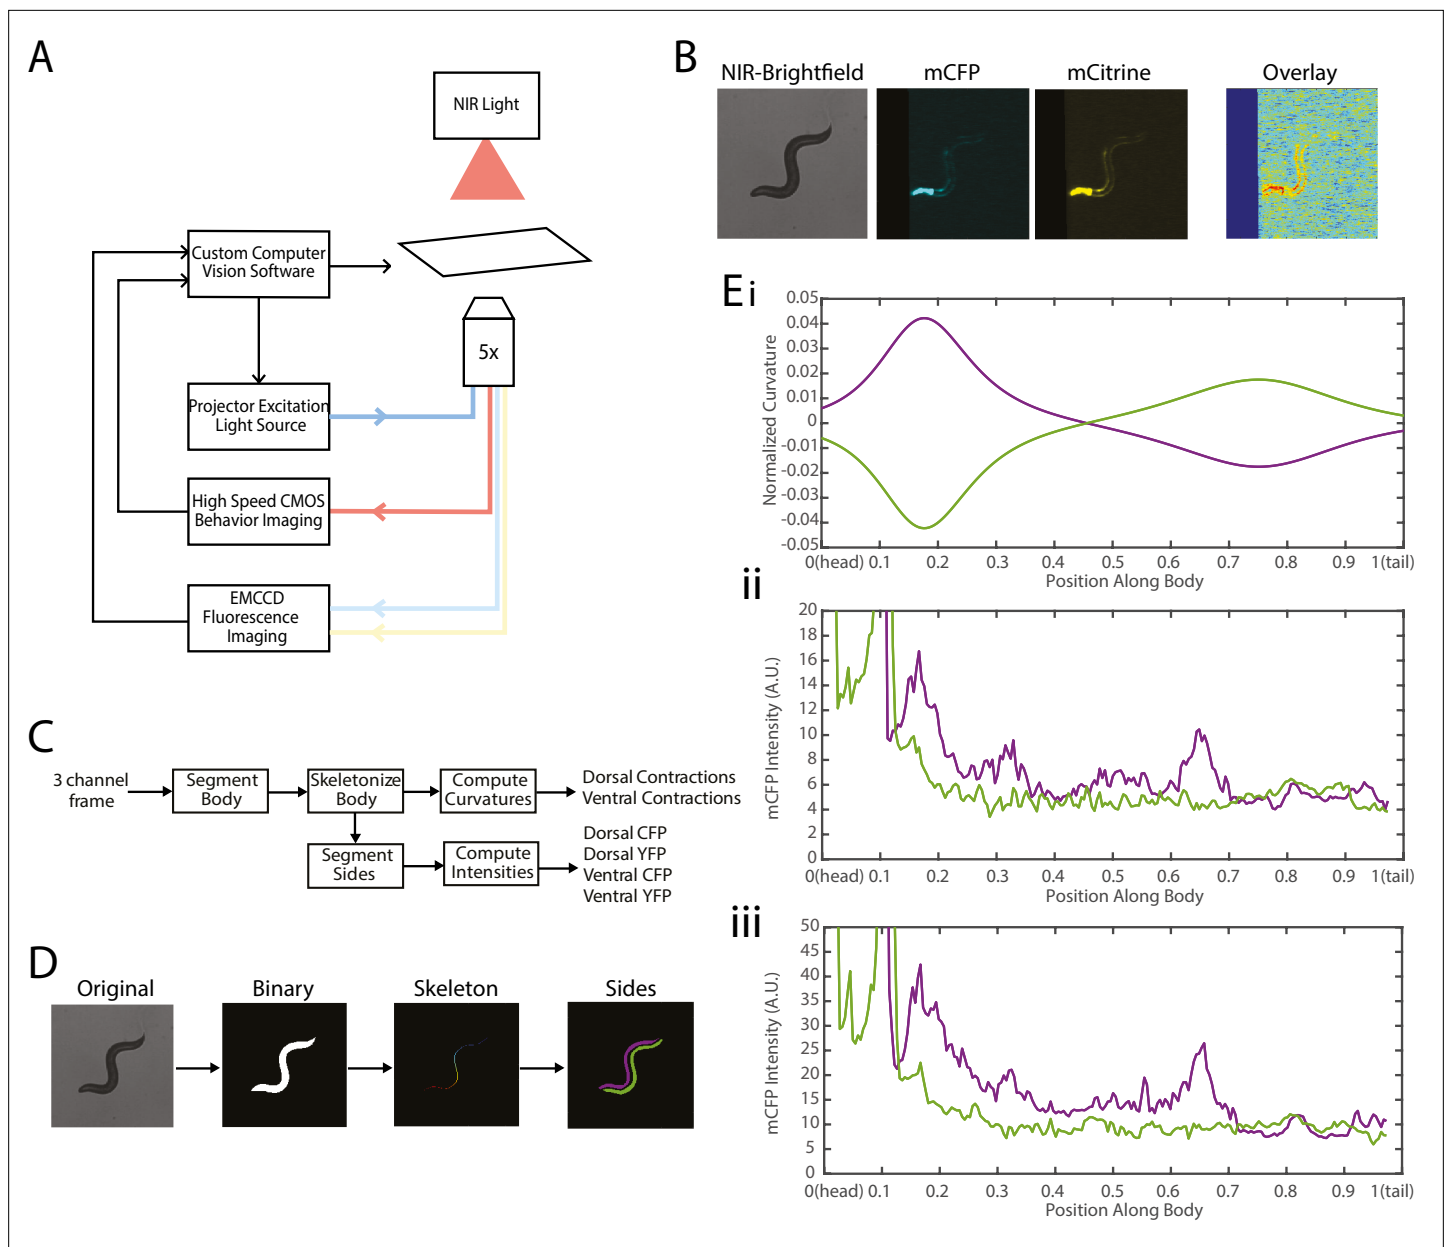 A
NIR Light
Custom Computer
Vision Software
5x
Projector Excitation
Light Source
High Speed CMOS
Behavior Imaging
EMCCD
Fluorescence
Imaging
B
NIR-Brightfield
mCFP
mCitrine
Overlay
C
3 channel
frame
Segment
Body
Skeletonize
Body
Compute
Curvatures
Dorsal Contractions
Ventral Contractions
Segment
Sides
Compute
Intensities
Dorsal CFP
Dorsal YFP
Ventral CFP
Ventral YFP
D
Original
Binary
Skeleton
Sides
E i
Normalized Curvature
0.05
0.04
0.03
0.02
0.01
0
-0.01
-0.02
-0.03
-0.04
-0.05
0(head) 0.1 0.2 0.3 0.4 0.5 0.6 0.7 0.8 0.9 1(tail)
Position Along Body
ii
mCFP Intensity (A.U.)
20
18
16
14
12
10
8
6
4
2
0
0(head) 0.1 0.2 0.3 0.4 0.5 0.6 0.7 0.8 0.9 1(tail)
Position Along Body
iii
mCFP Intensity (A.U.)
50
45
40
35
30
25
20
15
10
5
0
0(head) 0.1 0.2 0.3 0.4 0.5 0.6 0.7 0.8 0.9 1(tail)
Position Along Body